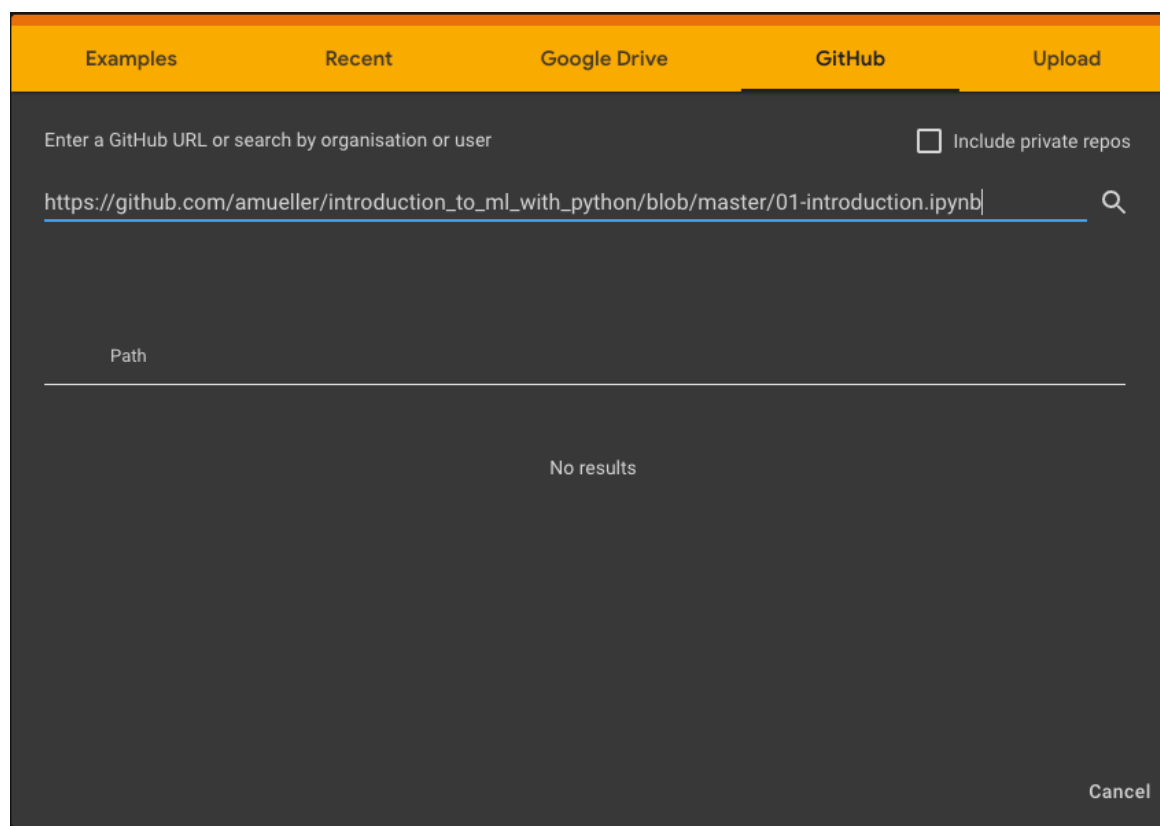 Examples Recent Google Drive GitHub Upload
Enter a GitHub URL or search by organisation or user
Include private repos
https://github.com/amueller/introduction_to_ml_with_python/blob/master/01-introduction.ipynb
Path
No results
Cancel